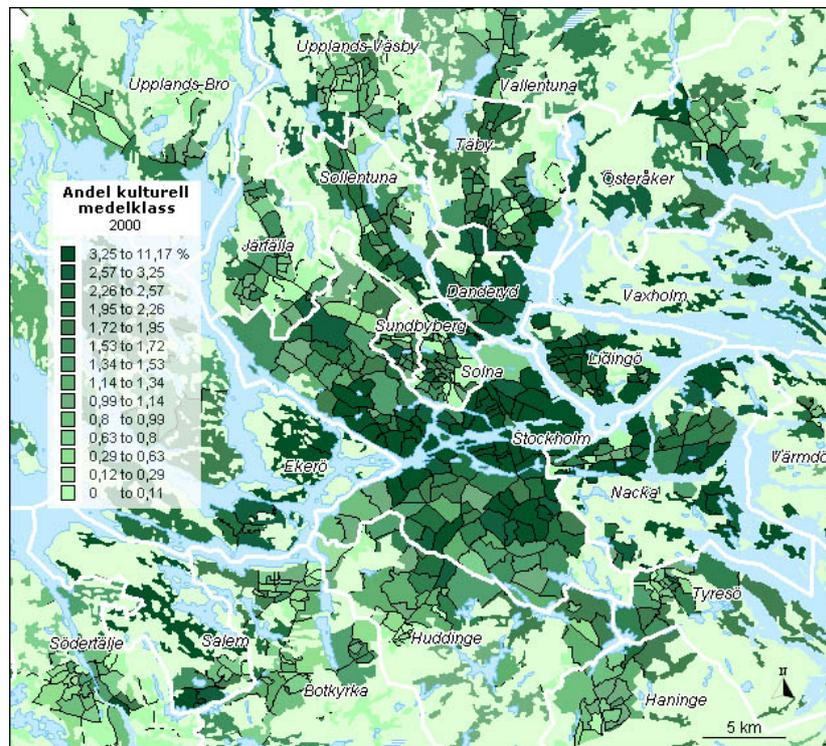 Upplands-Väsby
Upplands-Bro
Vallentuna
Täby
Sollentuna
Österåker
Andel kulturell
medelklass
2000
3,25 to 11,17 %
2,57 to 3,25
2,26 to 2,57
1,95 to 2,26
1,72 to 1,95
1,53 to 1,72
1,34 to 1,53
1,14 to 1,34
0,99 to 1,14
0,8 to 0,99
0,63 to 0,8
0,29 to 0,63
0,12 to 0,29
0 to 0,11
Järfälla
Danderyd
Vaxholm
Sundbyberg
Lidingö
Solna
Stockholm
Ekerö
Värmdö
Nacka
Tyresö
Södertälje
Salem
Huddinge
Botkyrka
Haninge
N
5 km